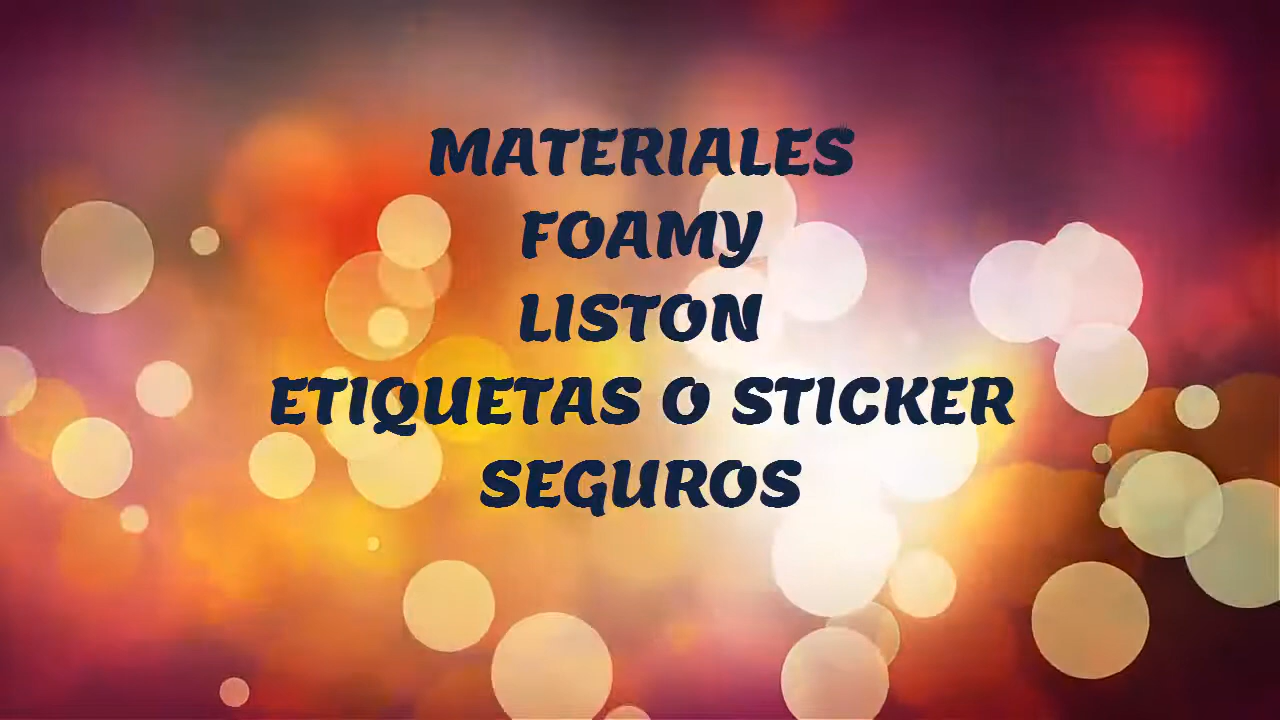 MATERIALES
FOAMY
LISTON
ETIQUETAS O STICKER
SEGUROS